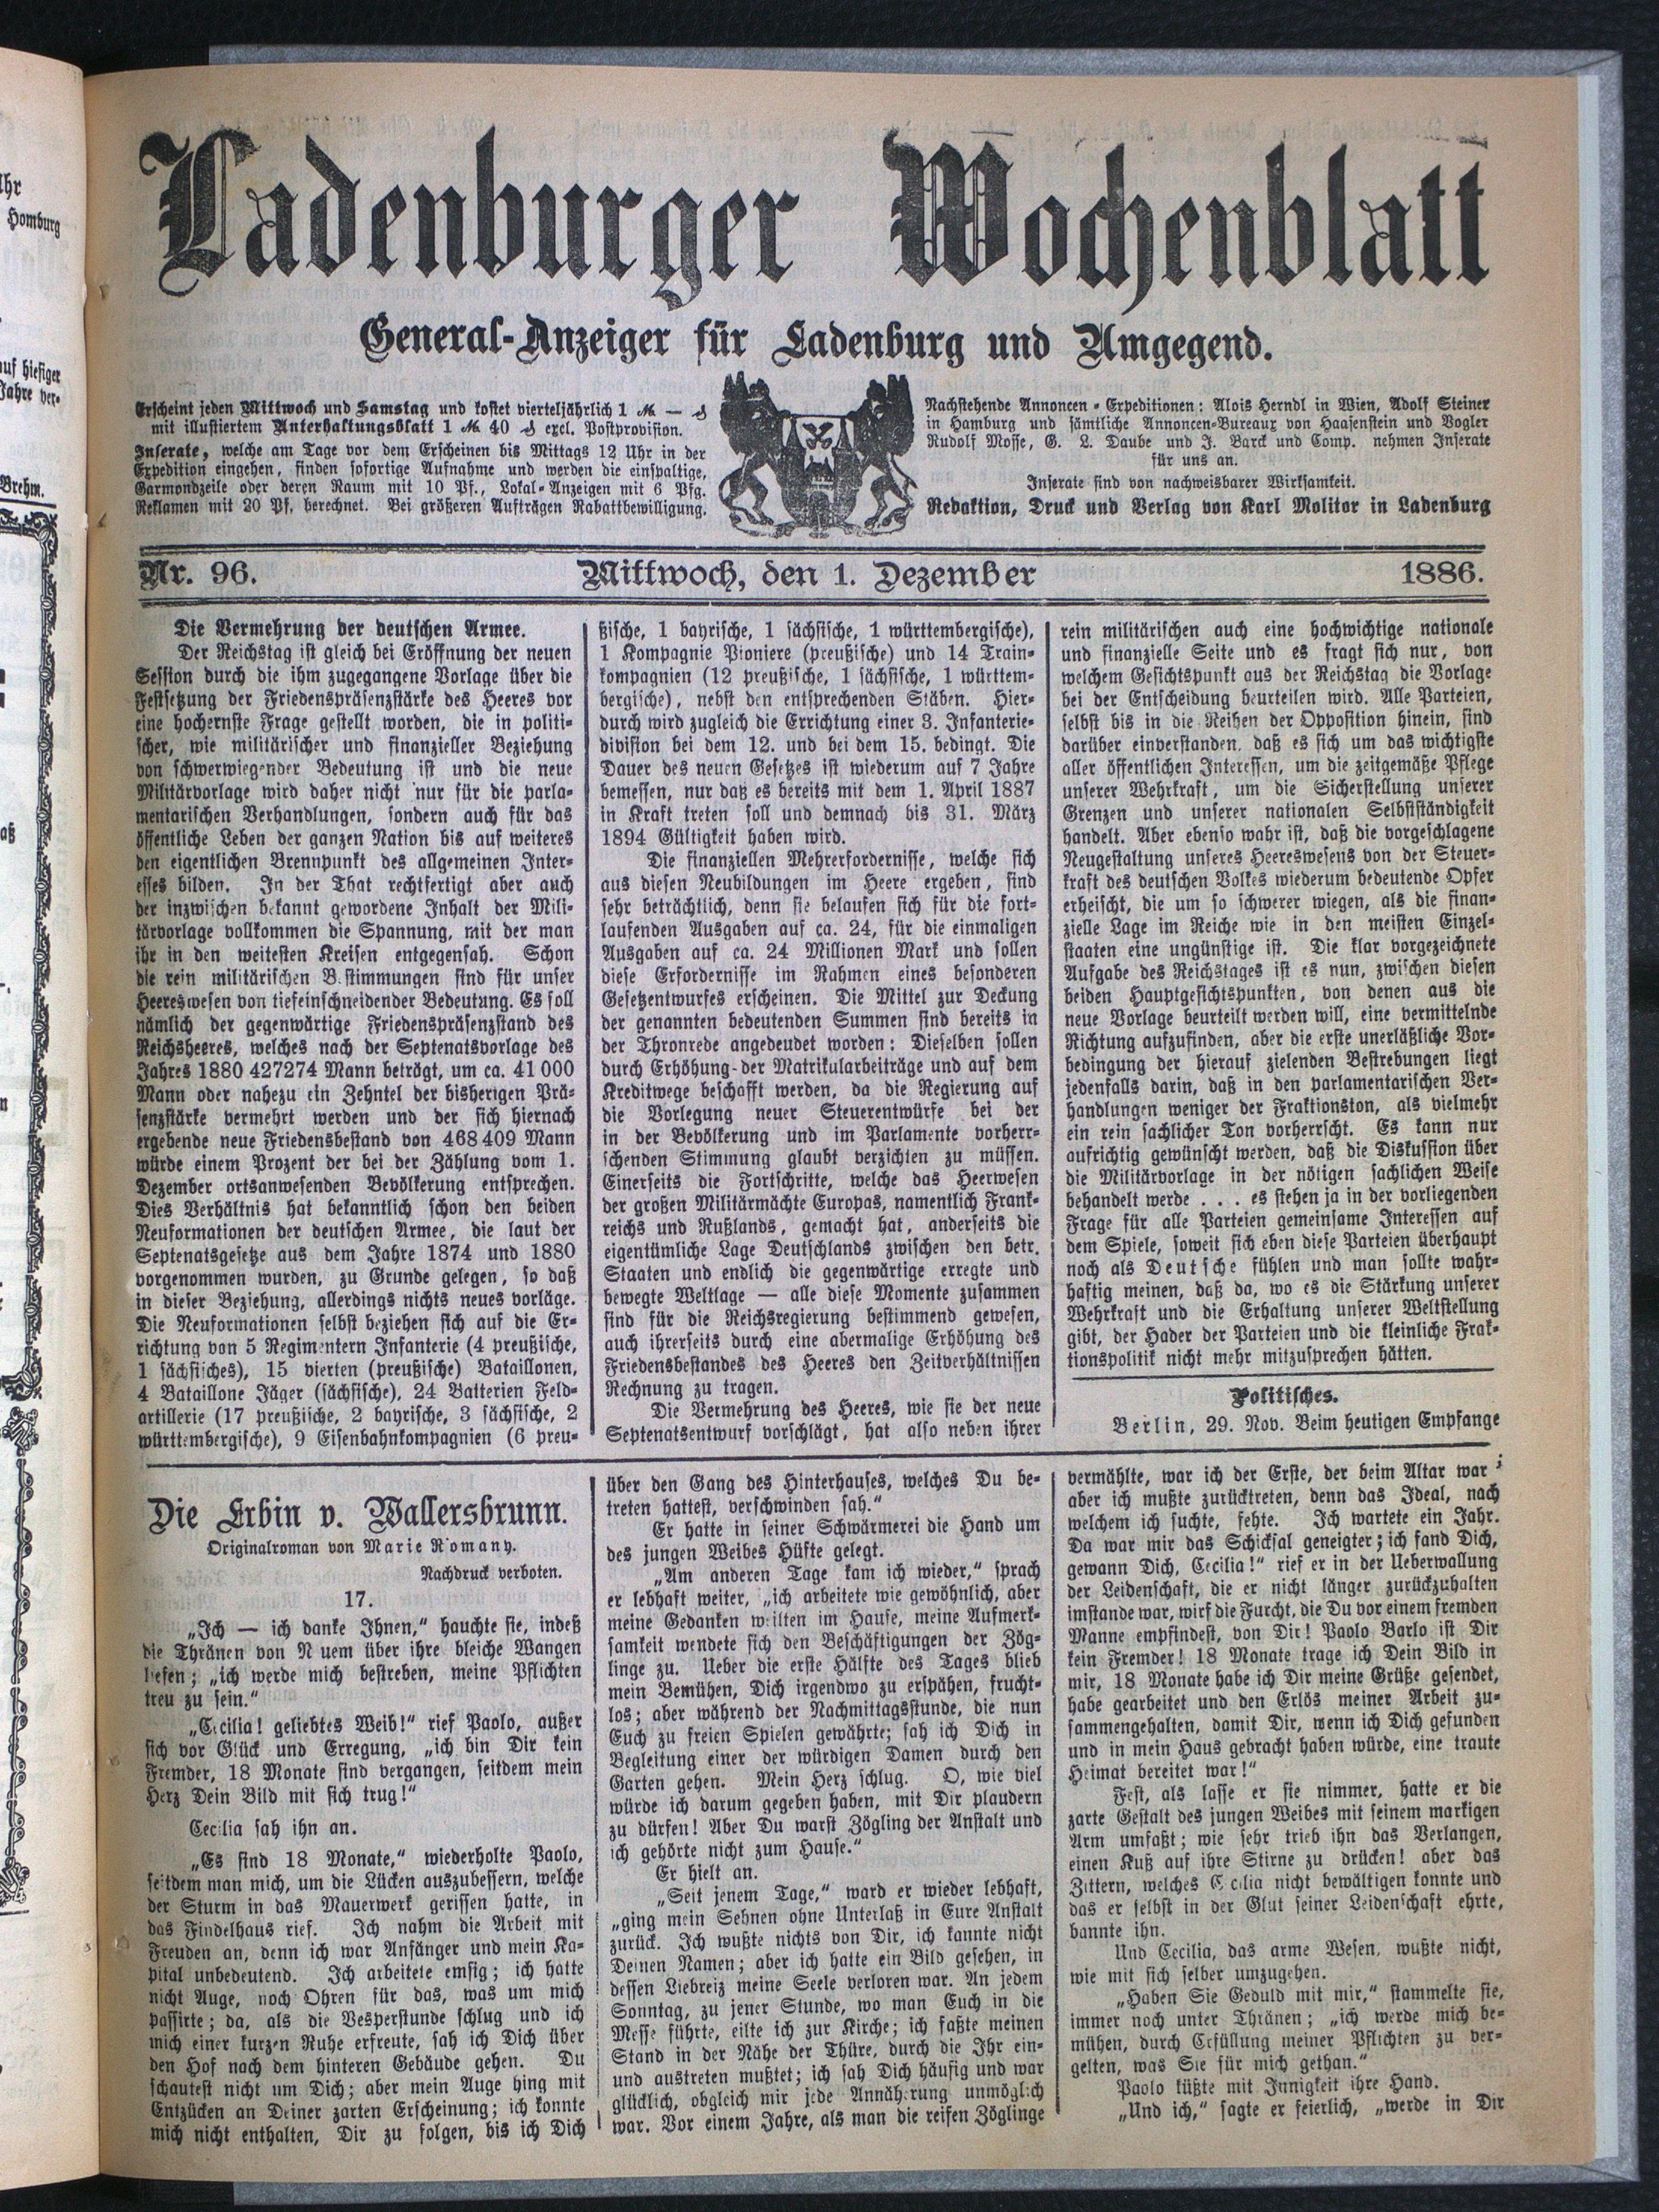 Ladenburger Wochenblatt
General-Anzeiger für Ladenburg und Umgegend.
Erscheint jeden Mittwoch und Samstag und kostet vierteljährlich 1 M. —
mit illustiertem Unterhaltungsblatt 1 M. 40 excl. Postprovision.
Inserate, welche am Tage vor dem Erscheinen bis Mittags 12 Uhr in der
Expedition eingehen, finden sofortige Aufnahme und werden die einspaltige,
Garmondzeile oder deren Raum mit 10 Pf., Lokal-Anzeigen mit 6 Pfg.
Reklamen mit 20 Pf. berechnet. Bei größeren Aufträgen Rabattbewilligung.
Nachstehende Annoncen-Expeditionen: Alois Herndl in Wien, Adolf Steiner
in Hamburg und sämtliche Annoncen-Bureaux von Haasenstein und Vogler
Rudolf Mosse, G. L. Daube und J. Barck und Comp. nehmen Inserate
für uns an.
Inserate sind von nachweisbarer Wirksamkeit.
Redaktion, Druck und Verlag von Karl Molitor in Ladenburg
Nr. 96.
Mittwoch, den 1. Dezember
1886.
Die Vermehrung der deutschen Armee.
Der Reichstag ist gleich bei Eröffnung der neuen
Session durch die ihm zugegangene Vorlage über die
Festsetzung der Friedenspräsenzstärke des Heeres vor
eine hochernste Frage gestellt worden, die in politi-
scher, wie militärischer und finanzieller Beziehung
von schwerwiegender Bedeutung ist und die neue
Militärvorlage wird daher nicht nur für die parla-
mentarischen Verhandlungen, sondern auch für das
öffentliche Leben der ganzen Nation bis auf weiteres
den eigentlichen Brennpunkt des allgemeinen Inter-
esses bilden. In der That rechtfertigt aber auch
der inzwischen bekannt gewordene Inhalt der Mili-
tärvorlage vollkommen die Spannung, mit der man
ihr in den weitesten Kreisen entgegensah. Schon
die rein militärischen B.stimmungen sind für unser
Heereswesen von tiefeinschneidender Bedeutung. Es soll
nämlich der gegenwärtige Friedenspräsenzstand des
Reichsheeres, welches nach der Septenatsvorlage des
Jahres 1880 427274 Mann beträgt, um ca. 41 000
Mann oder nahezu ein Zehntel der bisherigen Prä-
senzstärke vermehrt werden und der sich hiernach
ergebende neue Friedensbestand von 468 409 Mann
würde einem Prozent der bei der Zählung vom 1.
Dezember ortsanwesenden Bevölkerung entsprechen.
Dies Verhältnis hat bekanntlich schon den beiden
Neuformationen der deutschen Armee, die laut der
Septenatsgesetze aus dem Jahre 1874 und 1880
vorgenommen wurden, zu Grunde gelegen, so daß
in dieser Beziehung, allerdings nichts neues vorläge.
Die Neuformationen selbst beziehen sich auf die Er-
richtung von 5 Regimentern Infanterie (4 preußische,
1 sächsisches), 15 vierten (preußische) Bataillonen,
4 Bataillone Jäger (sächsische), 24 Batterien Feld-
artillerie (17 preußische, 2 bayrische, 3 sächsische, 2
württembergische), 9 Eisenbahnkompagnien (6 preu-
ßische, 1 bayrische, 1 sächsische, 1 württembergische),
1 Kompagnie Pioniere (preußische) und 14 Train-
kompagnien (12 preußische, 1 sächsische, 1 württem-
bergische), nebst den entsprechenden Stäben. Hier-
durch wird zugleich die Errichtung einer 3. Infanterie-
division bei dem 12. und bei dem 15. bedingt. Die
Dauer des neuen Gesetzes ist wiederum auf 7 Jahre
bemessen, nur daß es bereits mit dem 1. April 1887
in Kraft treten soll und demnach bis 31. März
1894 Gültigkeit haben wird.
Die finanziellen Mehrerfordernisse, welche sich
aus diesen Neubildungen im Heere ergeben, sind
sehr beträchtlich, denn sie belaufen sich für die fort-
laufenden Ausgaben auf ca. 24, für die einmaligen
Ausgaben auf ca. 24 Millionen Mark und sollen
diese Erfordernisse im Rahmen eines besonderen
Gesetzentwurfes erscheinen. Die Mittel zur Deckung
der genannten bedeutenden Summen sind bereits in
der Thronrede angedeutet worden: Dieselben sollen
durch Erhöhung-der Matrikularbeiträge und auf dem
Kreditwege beschafft werden, da die Regierung auf
die Vorlegung neuer Steuerentwürfe bei der
in der Bevölkerung und im Parlamente vorherr-
schenden Stimmung glaubt verzichten zu müssen.
Einerseits die Fortschritte, welche das Heerwesen
der großen Militärmächte Europas, namentlich Frank-
reichs und Rußlands, gemacht hat, anderseits die
eigentümliche Lage Deutschlands zwischen den betr.
Staaten und endlich die gegenwärtige erregte und
bewegte Weltlage — alle diese Momente zusammen
sind für die Reichsregierung bestimmend gewesen,
auch ihrerseits durch eine abermalige Erhöhung des
Friedensbestandes des Heeres den Zeitverhältnissen
Rechnung zu tragen.
Die Vermehrung des Heeres, wie sie der neue
Septenatsentwurf vorschlägt, hat also neben ihrer
rein militärischen auch eine hochwichtige nationale
und finanzielle Seite und es fragt sich nur, von
welchem Gesichtspunkt aus der Reichstag die Vorlage
bei der Entscheidung beurteilen wird. Alle Parteien,
selbst bis in die Reihen der Opposition hinein, sind
darüber einverstanden, daß es sich um das wichtigste
aller öffentlichen Interessen, um die zeitgemäße Pflege
unserer Wehrkraft, um die Sicherstellung unserer
Grenzen und unserer nationalen Selbstständigkeit
handelt. Aber ebenso wahr ist, daß die vorgeschlagene
Neugestaltung unseres Heereswesens von der Steuer-
kraft des deutschen Volkes wiederum bedeutende Opfer
erheischt, die um so schwerer wiegen, als die finan-
zielle Lage im Reiche wie in den meisten Einzel-
staaten eine ungünstige ist. Die klar vorgezeichnete
Aufgabe des Reichstages ist es nun, zwischen diesen
beiden Hauptgesichtspunkten, von denen aus die
neue Vorlage beurteilt werden will, eine vermittelnde
Richtung aufzufinden, aber die erste unerläßliche Vor-
bedingung der hierauf zielenden Bestrebungen liegt
jedenfalls darin, daß in den parlamentarischen Ver-
handlungen weniger der Fraktionston, als vielmehr
ein rein sachlicher Ton vorherrscht. Es kann nur
aufrichtig gewünscht werden, daß die Diskussion über
die Militärvorlage in der nötigen sachlichen Weise
behandelt werde . . . es stehen ja in der vorliegenden
Frage für alle Parteien gemeinsame Interessen auf
dem Spiele, soweit sich eben diese Parteien überhaupt
noch als Deutsche fühlen und man sollte wahr-
haftig meinen, daß da, wo es die Stärkung unserer
Wehrkraft und die Erhaltung unserer Weltstellung
gibt, der Hader der Parteien und die kleinliche Frak-
tionspolitik nicht mehr mitzusprechen hätten.
Politisches.
Berlin, 29. Nov. Beim heutigen Empfange
Die Erbin v. Wallersbrunn.
Originalroman von Marie Romany.
Nachdruck verboten.
17.
„Ich — ich danke Ihnen,“ hauchte sie, indeß
die Thränen von N uem über ihre bleiche Wangen
liefen; „ich werde mich bestreben, meine Pflichten
treu zu sein.“
„Cecilia! geliebtes Weib!“ rief Paolo, außer
sich vor Glück und Erregung, „ich bin Dir kein
Fremder, 18 Monate sind vergangen, seitdem mein
Herz Dein Bild mit sich trug!“
Cecilia sah ihn an.
„Es sind 18 Monate,“ wiederholte Paolo,
seitdem man mich, um die Lücken auszubessern, welche
der Sturm in das Mauerwerk gerissen hatte, in
das Findelhaus rief. Ich nahm die Arbeit mit
Freuden an, denn ich war Anfänger und mein Ka-
pital unbedeutend. Ich arbeitete emsig; ich hatte
nicht Auge, noch Ohren für das, was um mich
passirte; da, als die Vesperstunde schlug und ich
mich einer kurzen Ruhe erfreute, sah ich Dich über
den Hof nach dem hinteren Gebäude gehen. Du
schautest nicht um Dich; aber mein Auge hing mit
Entzücken an Deiner zarten Erscheinung; ich konnte
mich nicht enthalten, Dir zu folgen, bis ich Dich
über den Gang des Hinterhauses, welches Du be-
treten hattest, verschwinden sah.“
Er hatte in seiner Schwärmerei die Hand um
des jungen Weibes Hüfte gelegt.
„Am anderen Tage kam ich wieder,“ sprach
er lebhaft weiter, „ich arbeitete wie gewöhnlich, aber
meine Gedanken weilten im Hause, meine Aufmerk-
samkeit wendete sich den Beschäftigungen der Zög-
linge zu. Ueber die erste Hälfte des Tages blieb
mein Bemühen, Dich irgendwo zu erspähen, frucht-
los; aber während der Nachmittagsstunde, die nun
Euch zu freien Spielen gewährte; sah ich Dich in
Begleitung einer der würdigen Damen durch den
Garten gehen. Mein Herz schlug. O, wie viel
würde ich darum gegeben haben, mit Dir plaudern
zu dürfen! Aber Du warst Zögling der Anstalt und
ich gehörte nicht zum Hause.“
Er hielt an.
„Seit jenem Tage,“ ward er wieder lebhaft,
„ging mein Sehnen ohne Unterlaß in Eure Anstalt
zurück. Ich wußte nichts von Dir, ich kannte nicht
Deinen Namen; aber ich hatte ein Bild gesehen, in
dessen Liebreiz meine Seele verloren war. An jedem
Sonntag, zu jener Stunde, wo man Euch in die
Messe führte, eilte ich zur Kirche; ich faßte meinen
Stand in der Nähe der Thüre, durch die Ihr ein-
und austreten mußtet; ich sah Dich häufig und war
glücklich, obgleich mir jede Annäherung unmöglich
war. Vor einem Jahre, als man die reifen Zöglinge
vermählte, war ich der Erste, der beim Altar war;
aber ich mußte zurücktreten, denn das Ideal, nach
welchem ich suchte, fehte. Ich wartete ein Jahr.
Da war mir das Schicksal geneigter; ich fand Dich,
gewann Dich, Cecilia!“ rief er in der Ueberwallung
der Leidenschaft, die er nicht länger zurückzuhalten
imstande war, wirf die Furcht, die Du vor einem fremden
Manne empfindest, von Dir! Paolo Barlo ist Dir
kein Fremder! 18 Monate trage ich Dein Bild in
mir, 18 Monate habe ich Dir meine Grüße gesendet,
habe gearbeitet und den Erlös meiner Arbeit zu-
sammengehalten, damit Dir, wenn ich Dich gefunden
und in mein Haus gebracht haben würde, eine traute
Heimat bereitet war!“
Fest, als lasse er sie nimmer, hatte er die
zarte Gestalt des jungen Weibes mit seinem markigen
Arm umfaßt; wie sehr trieb ihn das Verlangen,
einen Kuß auf ihre Stirne zu drücken! aber das
Zittern, welches Cecilia nicht bewältigen konnte und
das er selbst in der Glut seiner Leidenschaft ehrte,
bannte ihn.
Und Cecilia, das arme Wesen, wußte nicht,
wie mit sich selber umzugehen.
„Haben Sie Geduld mit mir,“ stammelte sie,
immer noch unter Thränen; „ich werde mich be-
mühen, durch Erfüllung meiner Pflichten zu ver-
gelten, was Sie für mich gethan.“
Paolo küßte mit Innigkeit ihre Hand.
„Und ich,“ sagte er feierlich, „werde in Dir